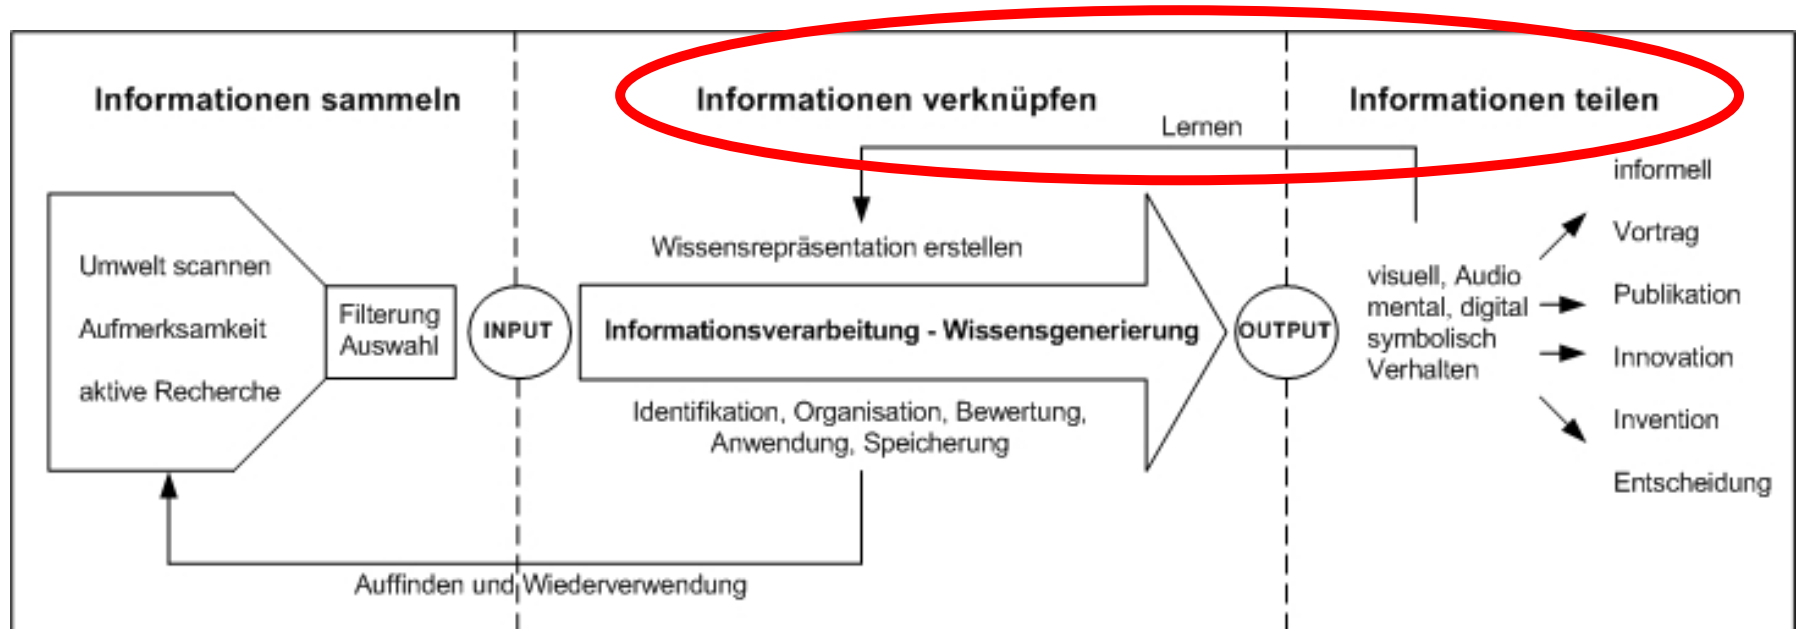 Informationen sammeln
Informationen verknüpfen
Informationen teilen
Lernen
Umwelt scannen
Aufmerksamkeit
aktive Recherche
Filterung
Auswahl
INPUT
Wissensrepräsentation erstellen
Informationsverarbeitung - Wissensgenerierung
Identifikation, Organisation, Bewertung,
Anwendung, Speicherung
Auffinden und Wiederverwendung
OUTPUT
visuell, Audio
mental, digital
symbolisch
Verhalten
informell
Vortrag
Publikation
Innovation
Invention
Entscheidung